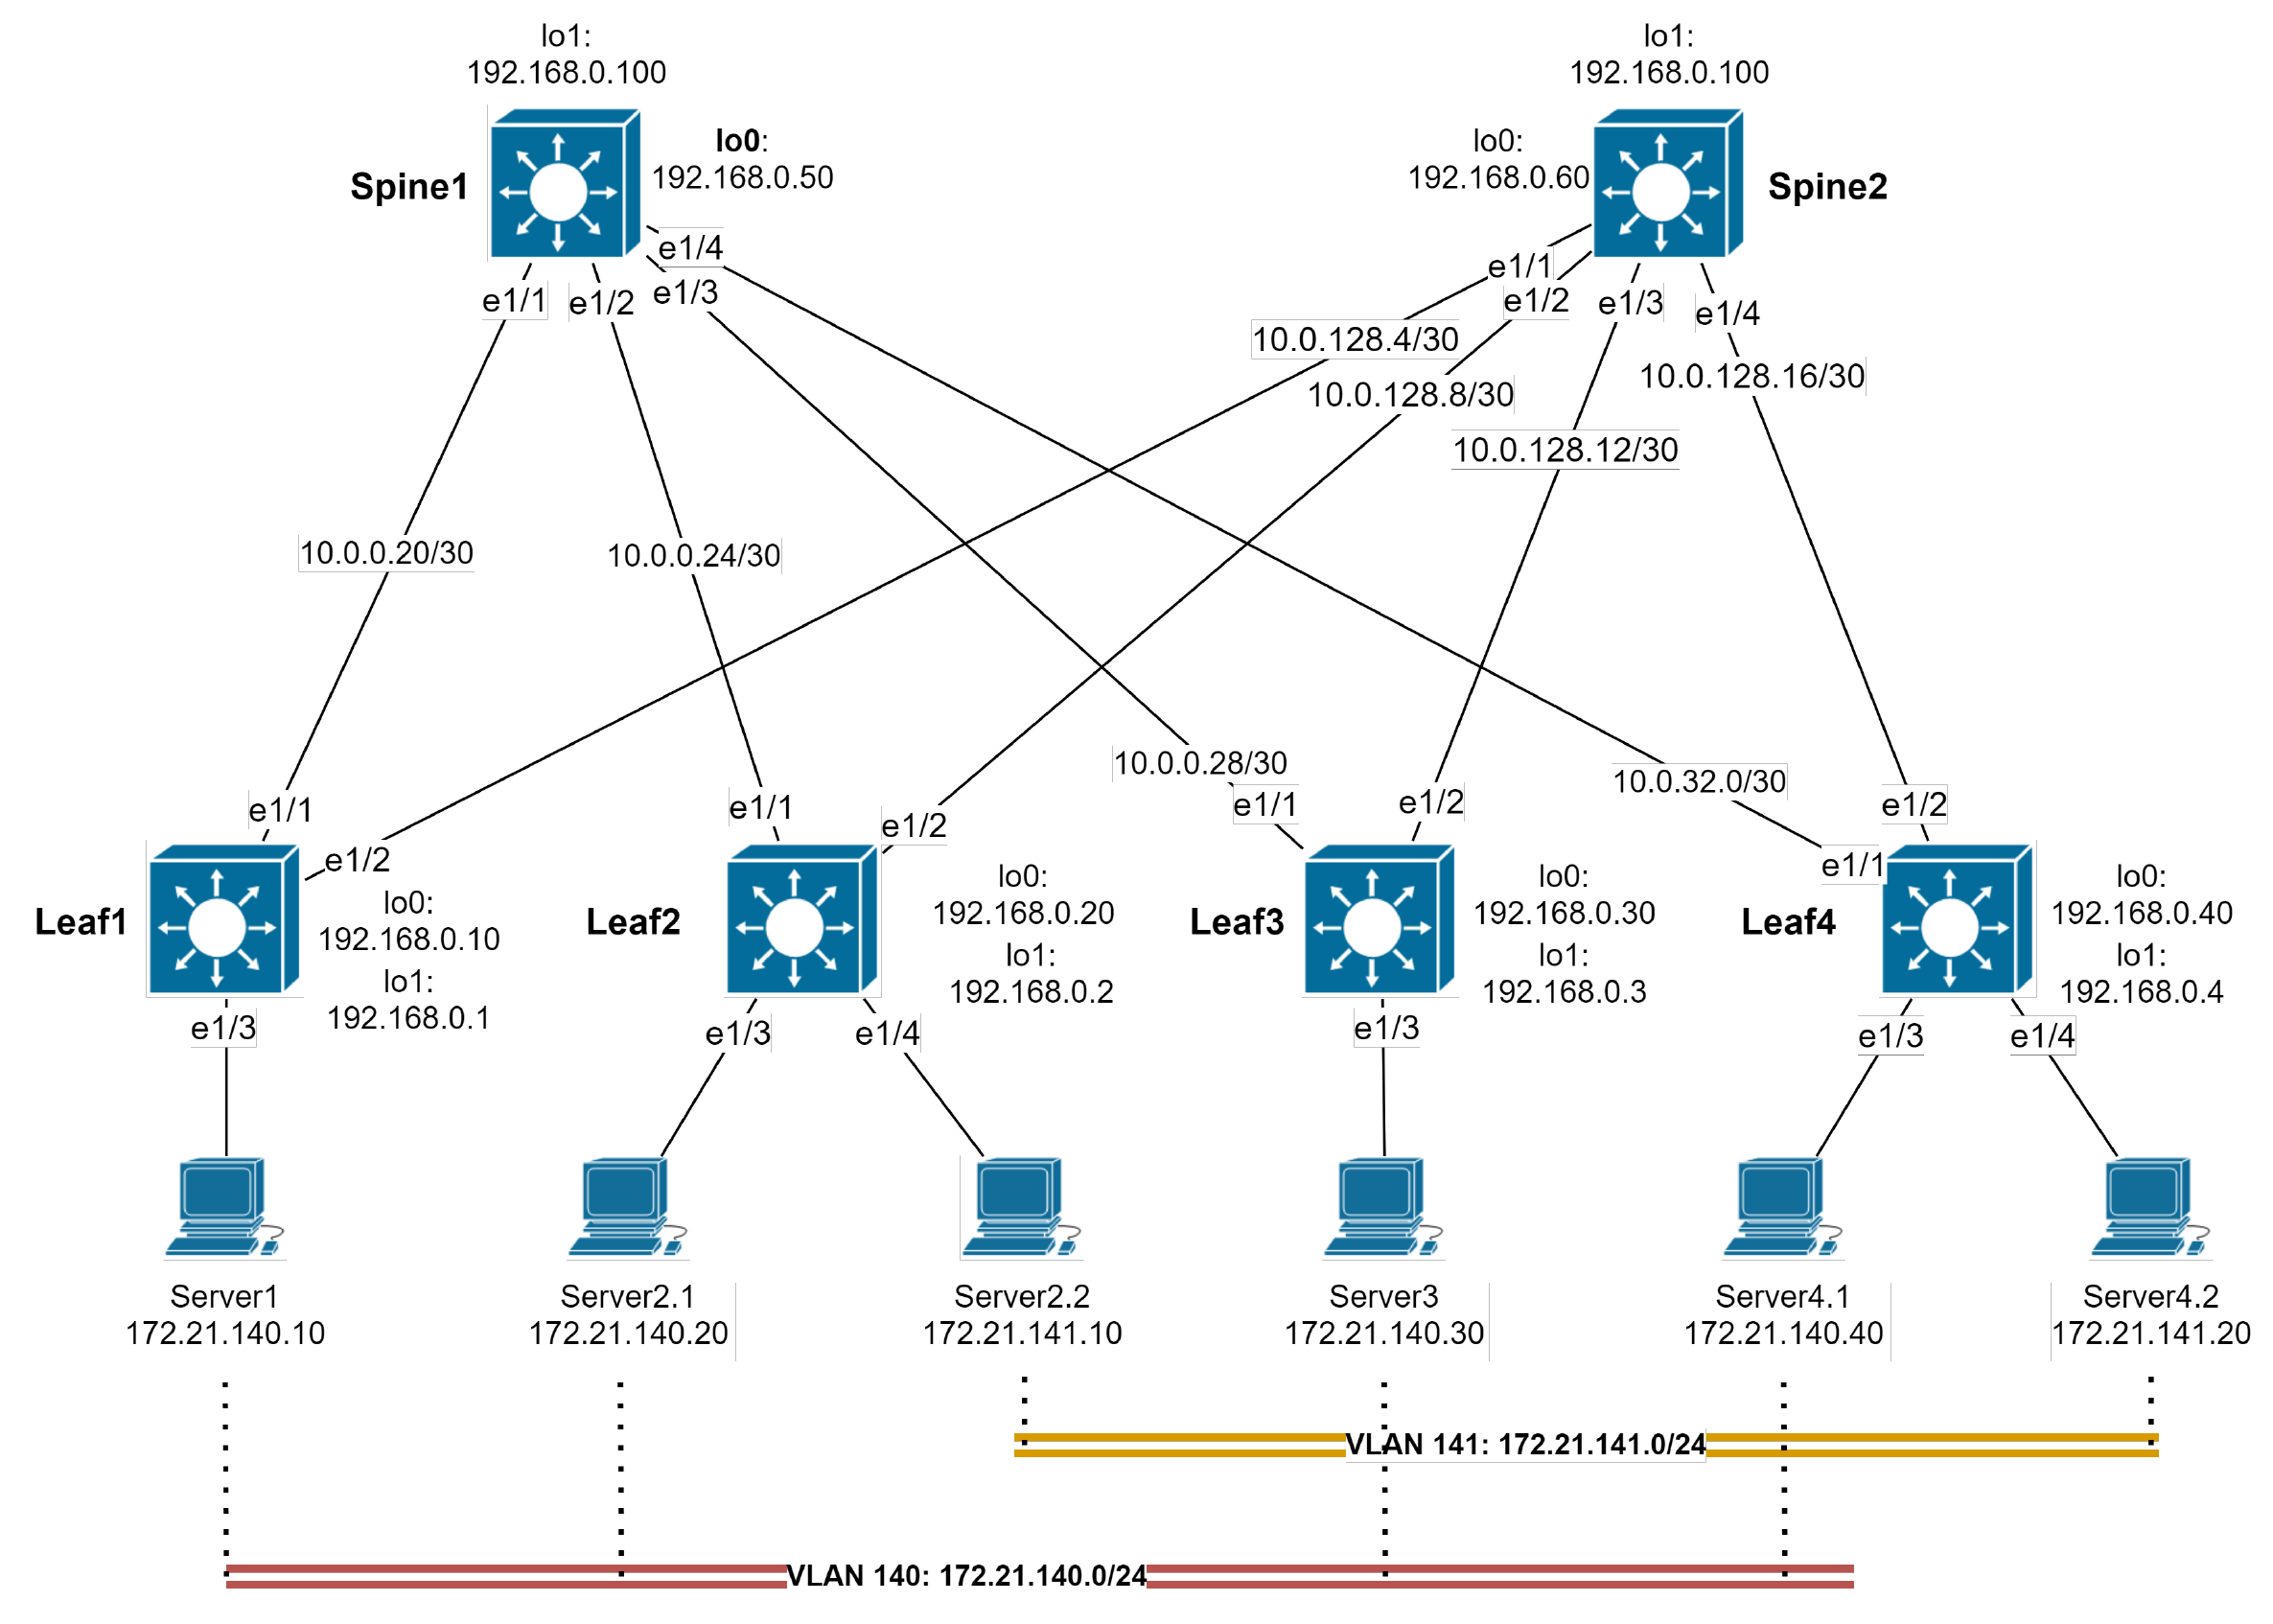 lo1:
192.168.0.100
lo1:
192.168.0.100
lo0:
192.168.0.50
lo0:
192.168.0.60
Spine1
Spine2
e1/4
e1/3
e1/1
e1/2
e1/1
e1/2
e1/3
e1/4
10.0.128.4/30
10.0.128.8/30
10.0.128.16/30
10.0.128.12/30
10.0.0.20/30
10.0.0.24/30
10.0.0.28/30
10.0.32.0/30
e1/1
e1/2
e1/1
e1/2
e1/1
e1/2
e1/1
e1/2
Leaf1
lo0:
192.168.0.10
lo1:
192.168.0.1
Leaf2
lo0:
192.168.0.20
lo1:
192.168.0.2
Leaf3
lo0:
192.168.0.30
lo1:
192.168.0.3
Leaf4
lo0:
192.168.0.40
lo1:
192.168.0.4
e1/3
e1/3
e1/4
e1/3
e1/3
e1/4
Server1
172.21.140.10
Server2.1
172.21.140.20
Server2.2
172.21.141.10
Server3
172.21.140.30
Server4.1
172.21.140.40
Server4.2
172.21.141.20
VLAN 141: 172.21.141.0/24
VLAN 140: 172.21.140.0/24